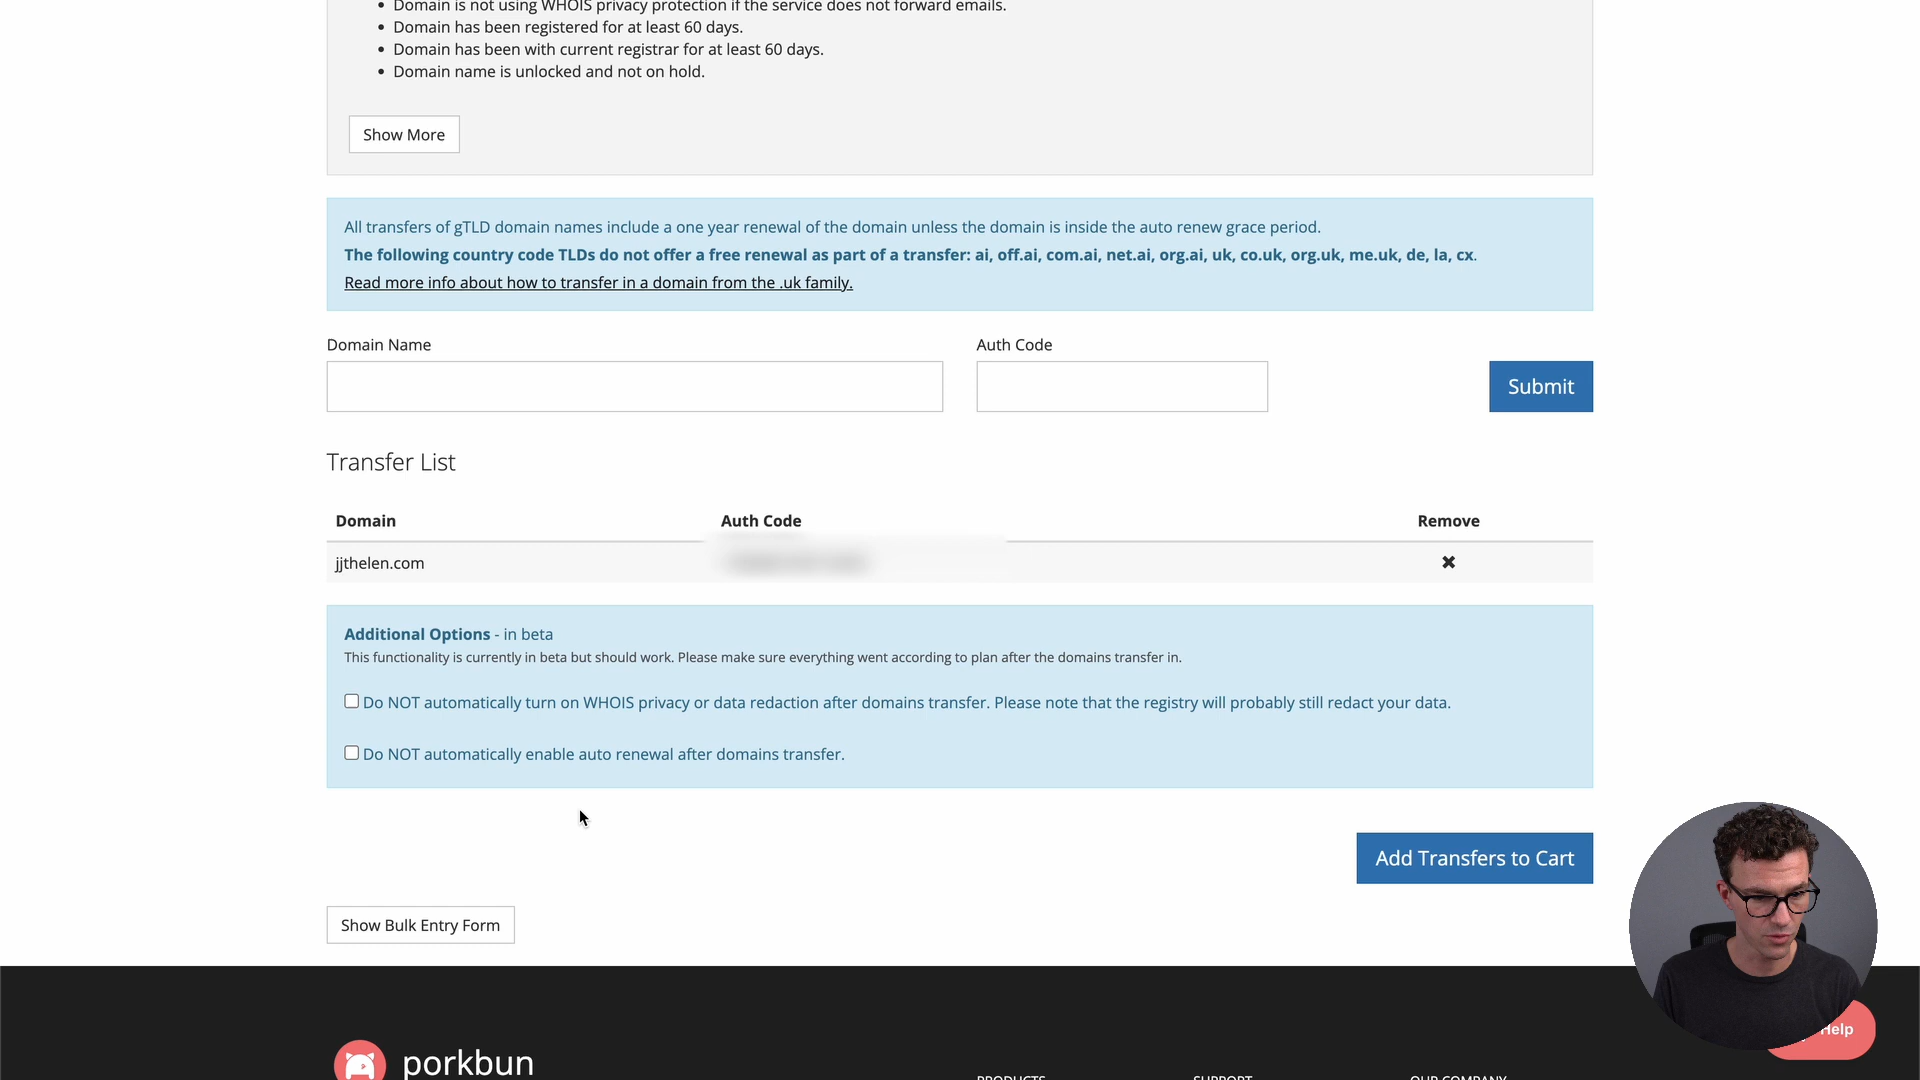 Domain is not using WHOIS privacy protection if the service does not forward emails.
Domain has been registered for at least 60 days.
Domain has been with current registrar for at least 60 days.
Domain name is unlocked and not on hold.
Show More
All transfers of gTLD domain names include a one year renewal of the domain unless the domain is inside the auto renew grace period.
The following country code TLDs do not offer a free renewal as part of a transfer: ai, off.ai, com.ai, net.ai, org.ai, uk, co.uk, org.uk, me.uk, de, la, cx.
Read more info about how to transfer in a domain from the .uk family.
Domain Name Auth Code
Submit
Transfer List
Domain Auth Code Remove
jjthelen.com
Additional Options - in beta
This functionality is currently in beta but should work. Please make sure everything went according to plan after the domains transfer in.
Do NOT automatically turn on WHOIS privacy or data redaction after domains transfer. Please note that the registry will probably still redact your data.
Do NOT automatically enable auto renewal after domains transfer.
Add Transfers to Cart
Show Bulk Entry Form
Help
porkbun
PRODUCTS SUPPORT OUR COMPANY